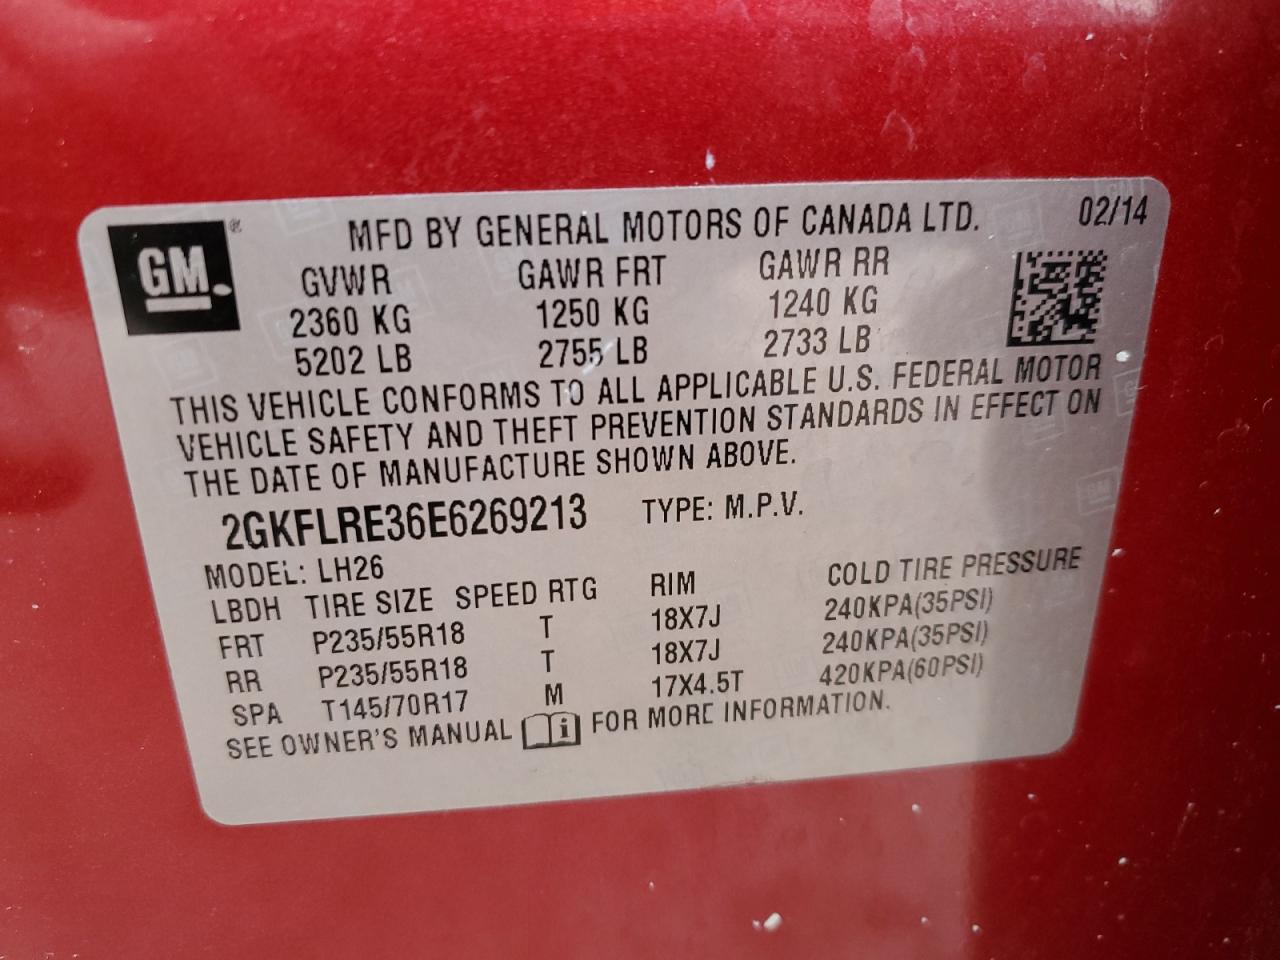 GM ®
MFD BY GENERAL MOTORS OF CANADA LTD. 02/14
GVWR GAWR FRT GAWR RR
2360 KG 1250 KG 1240 KG
5202 LB 2755 LB 2733 LB
THIS VEHICLE CONFORMS TO ALL APPLICABLE U.S. FEDERAL MOTOR
VEHICLE SAFETY AND THEFT PREVENTION STANDARDS IN EFFECT ON
THE DATE OF MANUFACTURE SHOWN ABOVE.
2GKFLRE36E6269213 TYPE: M.P.V.
MODEL: LH26
LBDH TIRE SIZE SPEED RTG RIM COLD TIRE PRESSURE
FRT P235/55R18 T 18X7J 240KPA(35PSI)
RR P235/55R18 T 18X7J 240KPA(35PSI)
SPA T145/70R17 M 17X4.5T 420KPA(60PSI)
SEE OWNER'S MANUAL i FOR MORE INFORMATION.